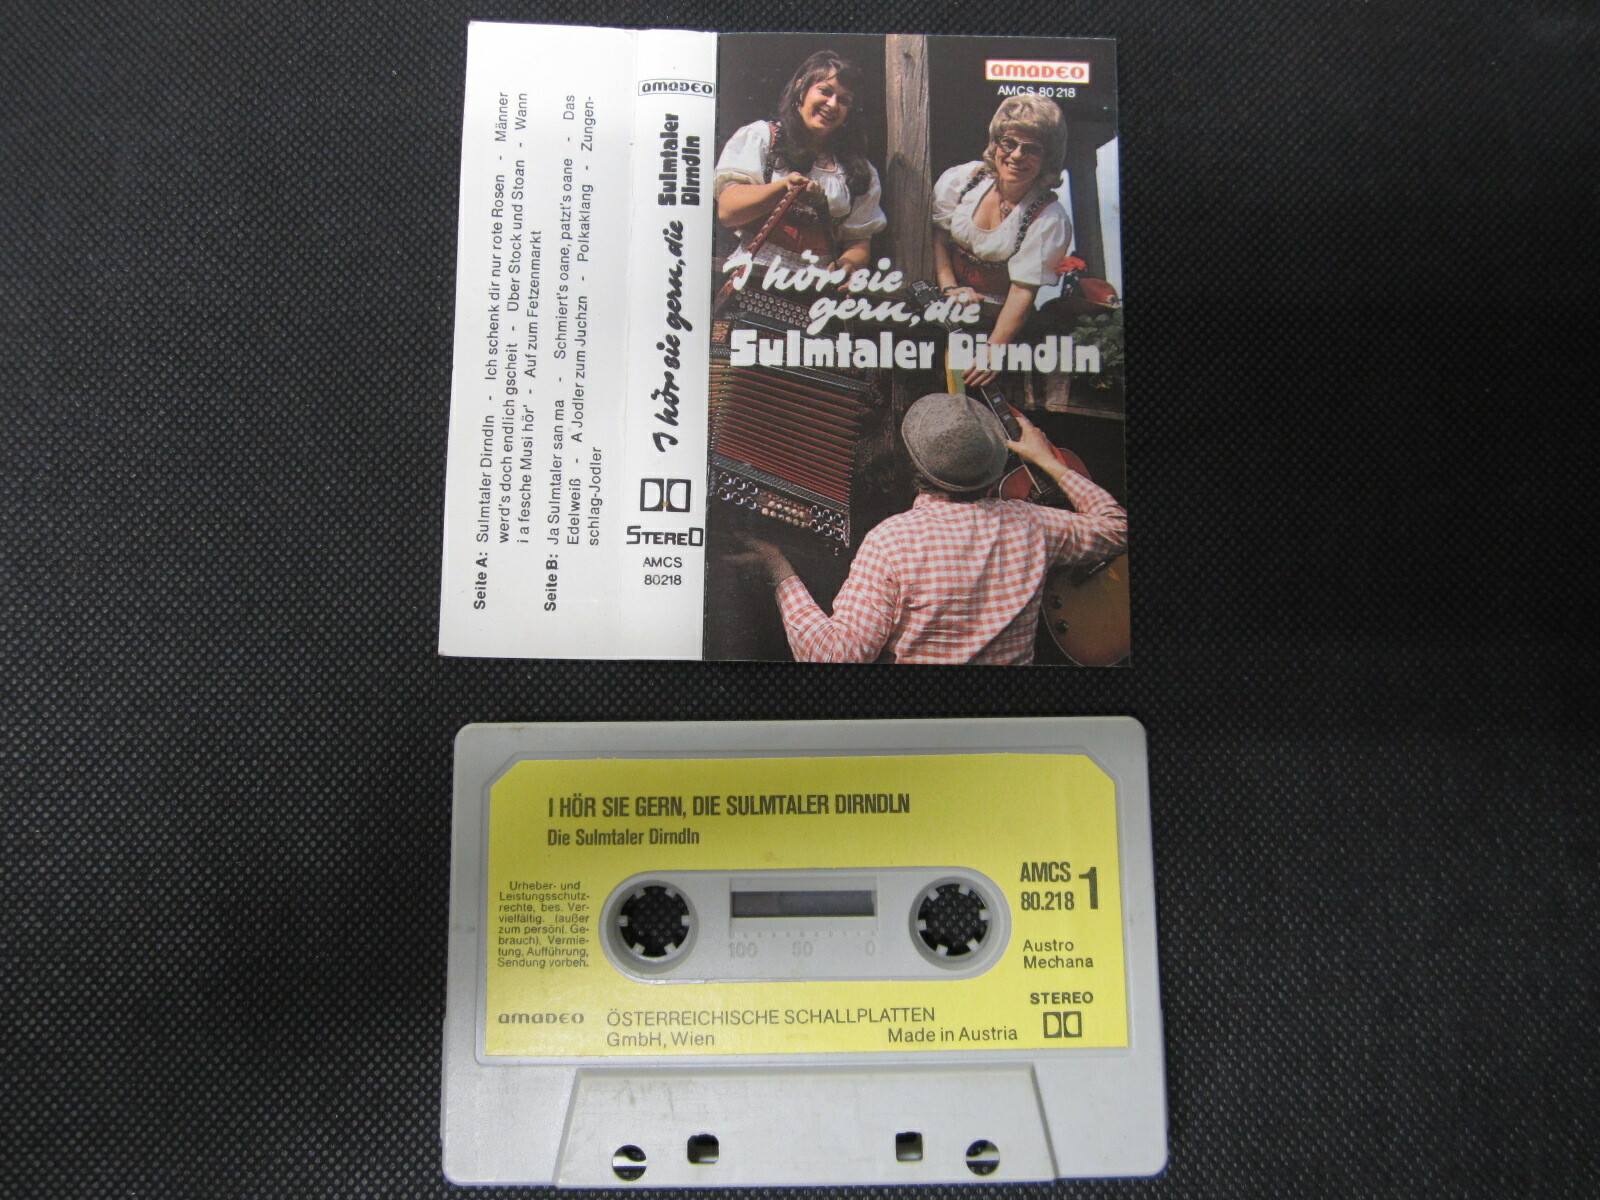 Seite A: Sulmtaler Dirndln - Ich schenk dir nur rote Rosen - Männer
werd's doch endlich gscheit - Über Stock und Stoan - Wann
i a fesche Musi hör' - Auf zum Fetzenmarkt
Seite B: Ja Sulmtaler san ma - Schmiert's oane, patzt's oane - Das
Edelweiß - A Jodler zum Juchzn - Polkaklang - Zungen-
schlag-Jodler
amadeo
I hör sie gern, die
Sulmtaler
Dirndln
STEREO
AMCS
80218
amadeo
AMCS 80 218
I hör sie
gern, die
Sulmtaler Dirndln
I HÖR SIE GERN, DIE SULMTALER DIRNDLN
Die Sulmtaler Dirndln
Urheber- und
Leistungsschutz-
rechte, bes. Ver-
vielfältig. (außer
zum persönl. Ge-
brauch), Vermie-
tung, Aufführung,
Sendung vorbeh.
100 50 0
AMCS 1
80.218
Austro
Mechana
STEREO
amadeo
ÖSTERREICHISCHE SCHALLPLATTEN
GmbH, Wien
Made in Austria